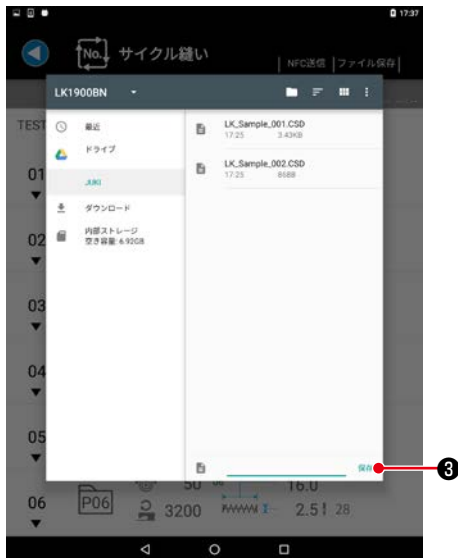 17:37
No. サイクル縫い
NFC送信 ファイル保存
LK1900BN
TEST
最近
ドライブ
JUKI
ダウンロード
内部ストレージ
空き容量: 6.92GB
LK_Sample_001.CSD
17:25 3.43KB
LK_Sample_002.CSD
17:25 868B
01
02
03
04
05
保存
❸
06 P06 50 16.0
3200 2.5 28